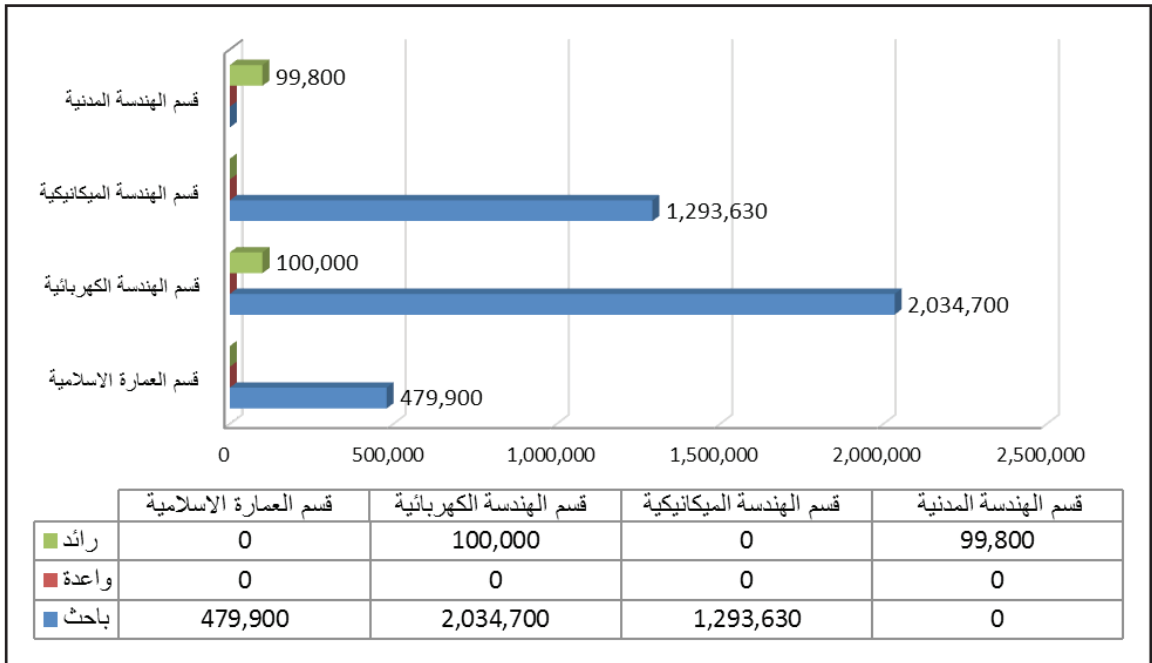 قسم الهندسة المدنية
99,800
قسم الهندسة الميكانيكية
1,293,630
قسم الهندسة الكهربائية
100,000
2,034,700
قسم العمارة الاسلامية
479,900
0 500,000 1,000,000 1,500,000 2,000,000 2,500,000
قسم العمارة الاسلامية قسم الهندسة الكهربائية قسم الهندسة الميكانيكية قسم الهندسة المدنية
رائد 0 100,000 0 99,800
واعدة 0 0 0 0
باحث 479,900 2,034,700 1,293,630 0